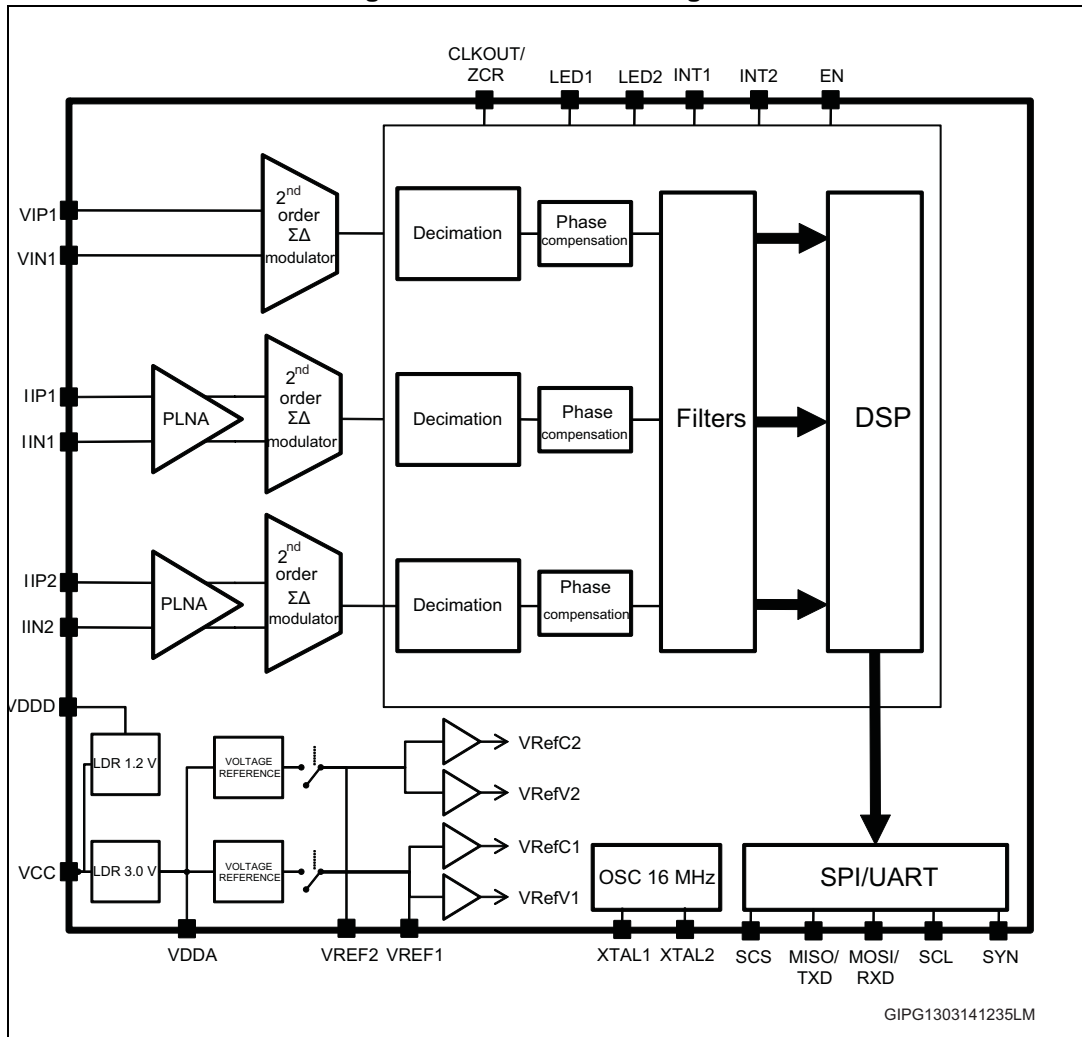 CLKOUT/
ZCR
LED1
LED2
INT1
INT2
EN
VIP1
VIN1
2nd
order
ΣΔ
modulator
Decimation
Phase
compensation
Filters
DSP
IIP1
IIN1
PLNA
2nd
order
ΣΔ
modulator
Decimation
Phase
compensation
IIP2
IIN2
PLNA
2nd
order
ΣΔ
modulator
Decimation
Phase
compensation
VDDD
LDR 1.2 V
VOLTAGE
REFERENCE
VRefC2
VRefV2
VCC
LDR 3.0 V
VOLTAGE
REFERENCE
VRefC1
VRefV1
OSC 16 MHz
SPI/UART
VDDA
VREF2
VREF1
XTAL1
XTAL2
SCS
MISO/
TXD
MOSI/
RXD
SCL
SYN
GIPG1303141235LM